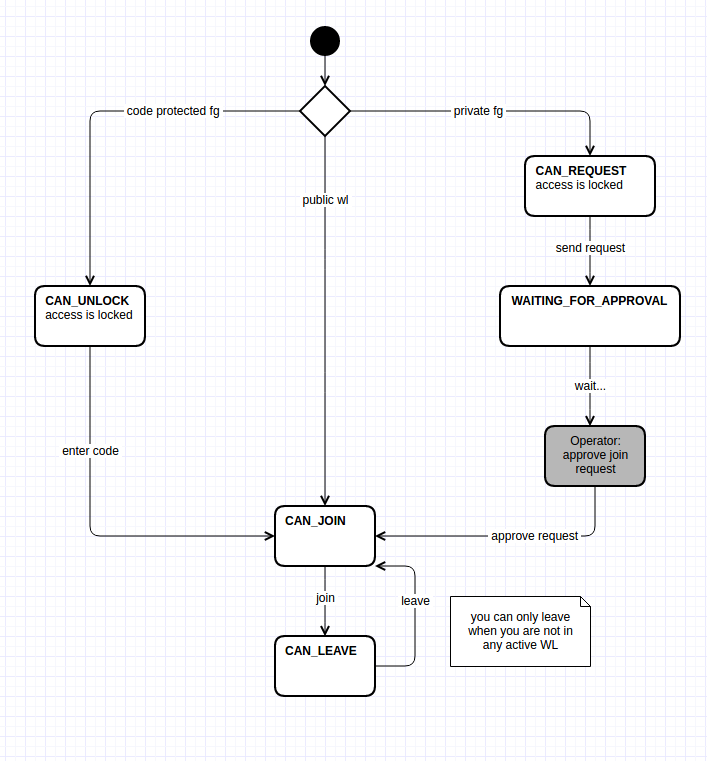 code protected fg
private fg
CAN_REQUEST
access is locked
public wl
send request
CAN_UNLOCK
access is locked
WAITING_FOR_APPROVAL
wait...
Operator:
approve join
request
enter code
CAN_JOIN
approve request
join
leave
you can only leave
when you are not in
any active WL
CAN_LEAVE